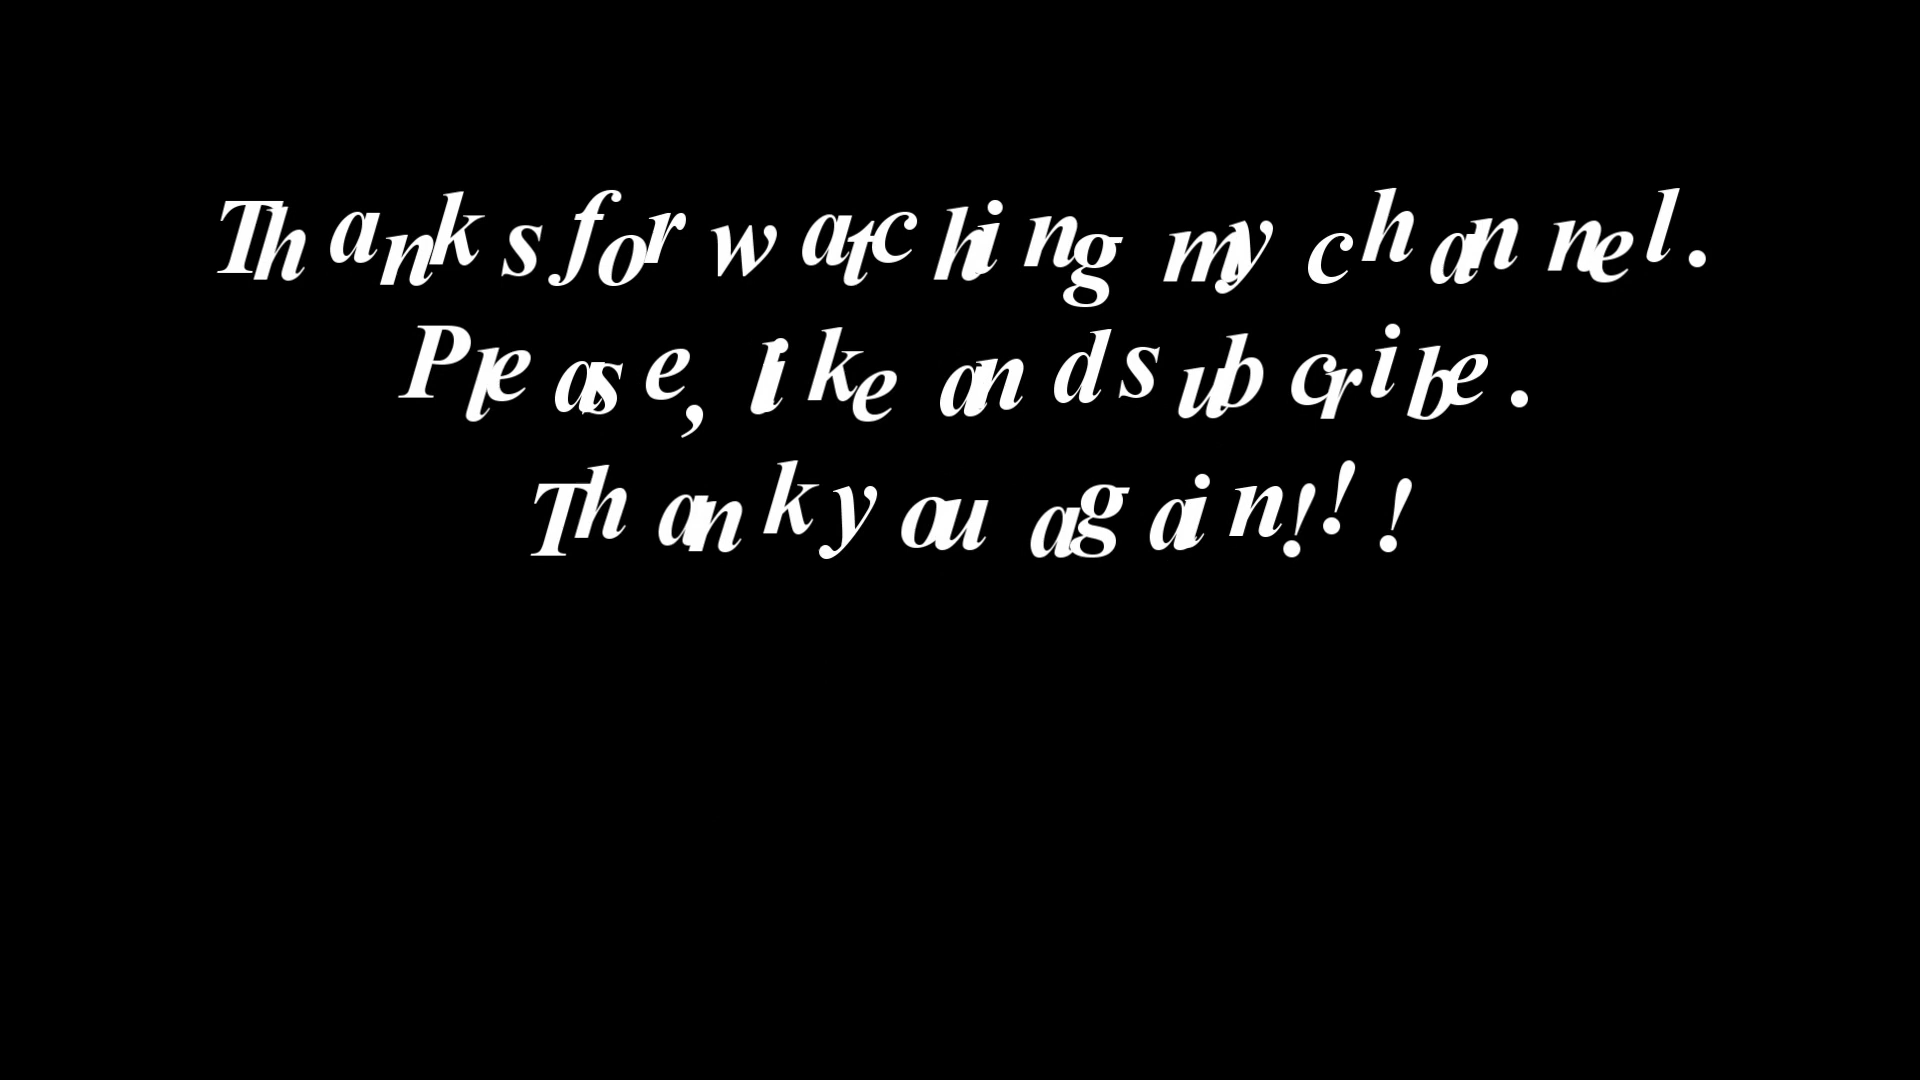 Thanks for watching my channel.
Please, like and subcribe.
Thank you again!!!